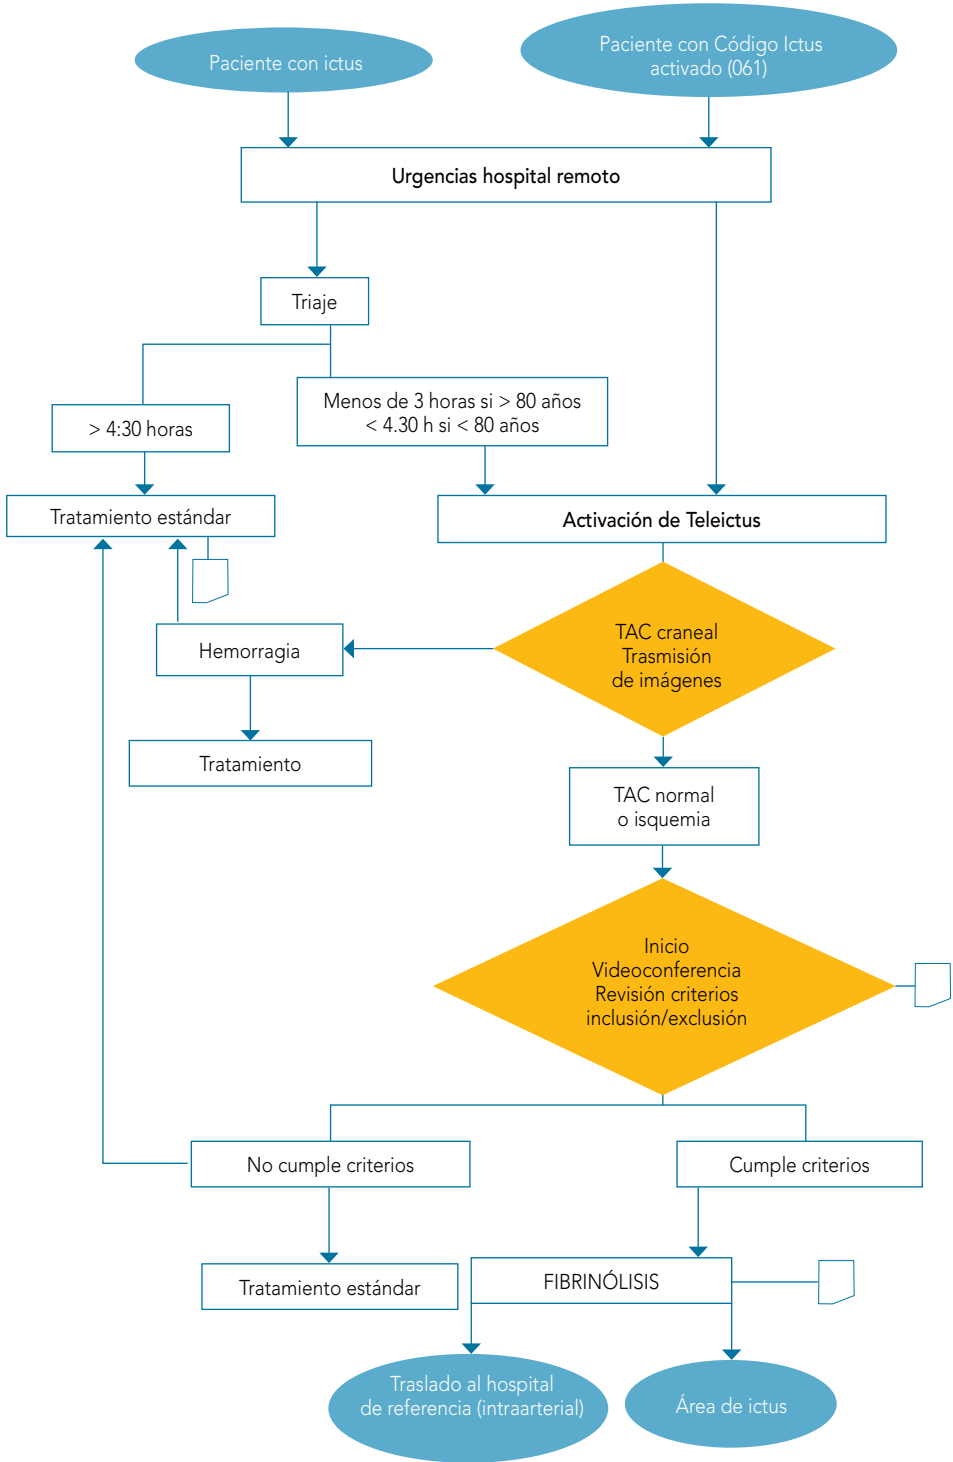 Paciente con ictus
Paciente con Código Ictus
activado (061)
Urgencias hospital remoto
Triaje
Menos de 3 horas si > 80 años
< 4.30 h si < 80 años
> 4:30 horas
Tratamiento estándar
Activación de Teleictus
TAC craneal
Trasmisión
de imágenes
Hemorragia
Tratamiento
TAC normal
o isquemia
Inicio
Videoconferencia
Revisión criterios
inclusión/exclusión
No cumple criterios
Cumple criterios
Tratamiento estándar
FIBRINÓLISIS
Traslado al hospital
de referencia (intraarterial)
Área de ictus